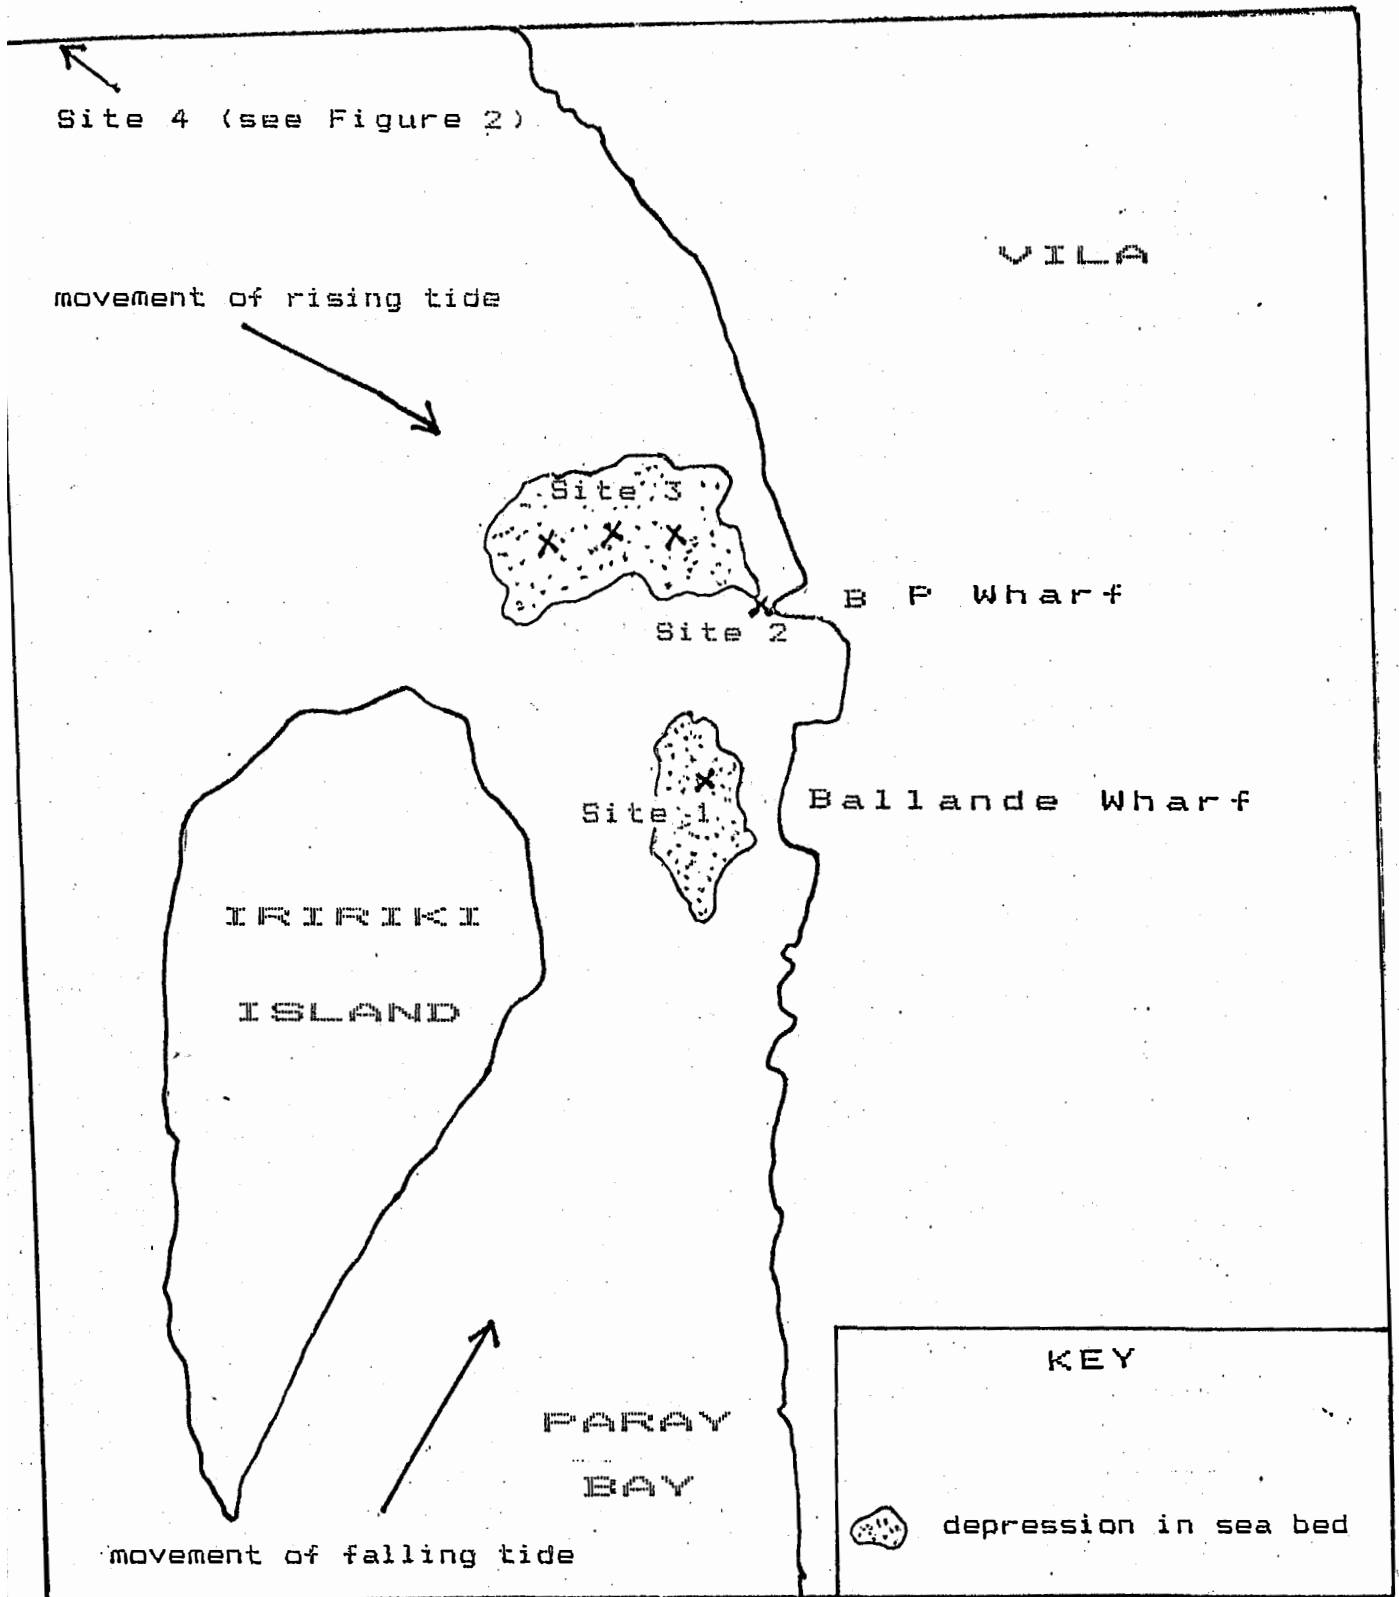 Site 4 (see Figure 2)
VILA
movement of rising tide
Site 3
B P Wharf
Site 2
Ballande Wharf
Site 1
IRIRIKI
ISLAND
KEY
PARAY
BAY
depression in sea bed
movement of falling tide